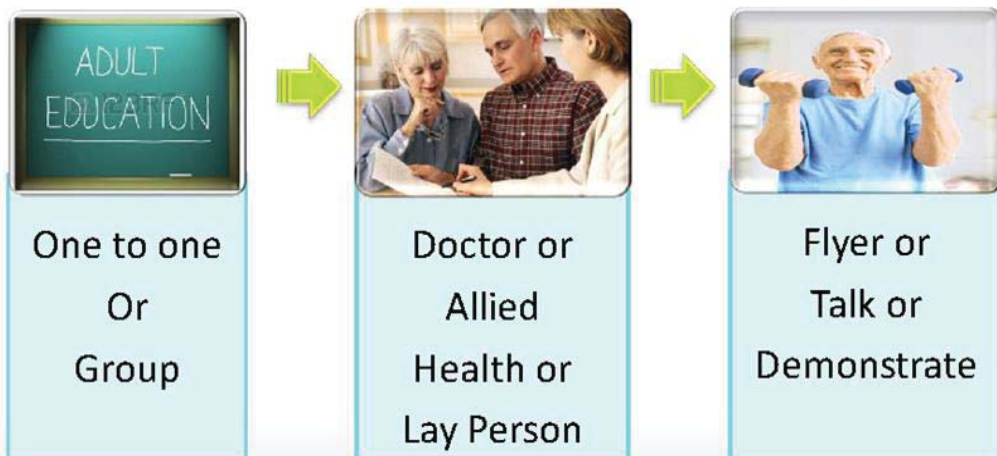 ADULT
EDUCATION
One to one
Or
Group
Doctor or
Allied
Health or
Lay Person
Flyer or
Talk or
Demonstrate